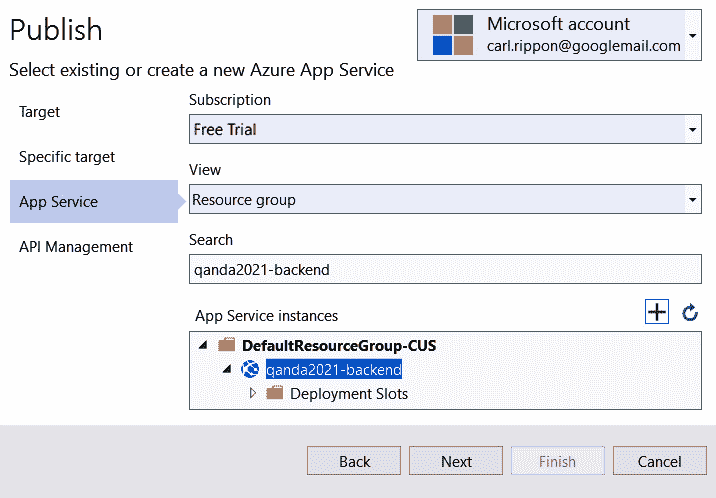 Publish
Microsoft account
carl.rippon@googlemail.com
Select existing or create a new Azure App Service
Target
Specific target
App Service
API Management
Subscription
Free Trial
View
Resource group
Search
qanda2021-backend
App Service instances
DefaultResourceGroup-CUS
qanda2021-backend
Deployment Slots
Back
Next
Finish
Cancel